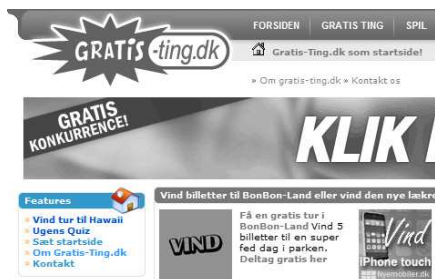 FORSIDEN GRATIS TING SPIL
GRATIS-ting.dk
Gratis-Ting.dk som startside!
» Om gratis-ting.dk » Kontakt os
GRATIS
KONKURRENCE!
KLIK
Features
» Vind tur til Hawaii
» Ugens Quiz
» Sæt startside
» Om Gratis-Ting.dk
» Kontakt
Vind billetter til BonBon-Land eller vind den nye lækre
VIND
Få en gratis tur i
BonBon-Land Vind 5
billetter til en super
fed dag i parken.
Deltag gratis her
Vind
iPhone touch
Nyemobiler.dk